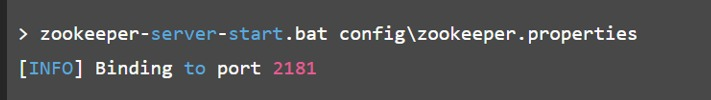 > zookeeper-server-start.bat config\zookeeper.properties
[INFO] Binding to port 2181